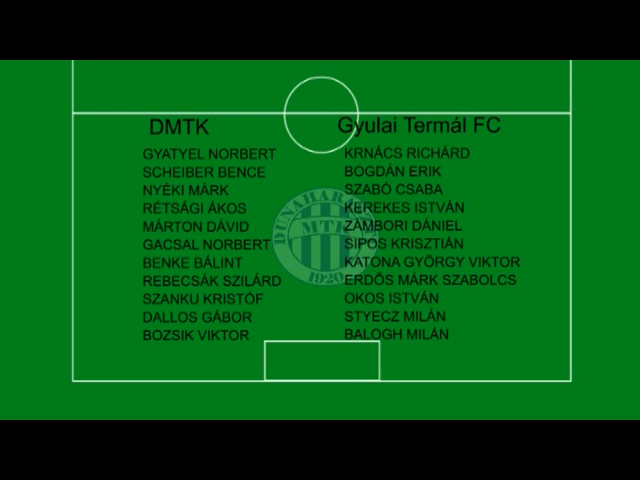 DMTK
GYATYEL NORBERT
SCHEIBER BENCE
NYÉKI MÁRK
RÉTSÁGI ÁKOS
MÁRTON DÁVID
GACSAL NORBERT
BENKE BÁLINT
REBECSÁK SZILÁRD
SZANKU KRISTÓF
DALLOS GÁBOR
BOZSIK VIKTOR
Gyulai Termál FC
KRNÁCS RICHÁRD
BOGDÁN ERIK
SZABÓ CSABA
KEREKES ISTVÁN
ZÁMBORI DÁNIEL
SIPOS KRISZTIÁN
KATONA GYÖRGY VIKTOR
ERDŐS MÁRK SZABOLCS
OKOS ISTVÁN
STYECZ MILÁN
BALOGH MILÁN
MTK
1920